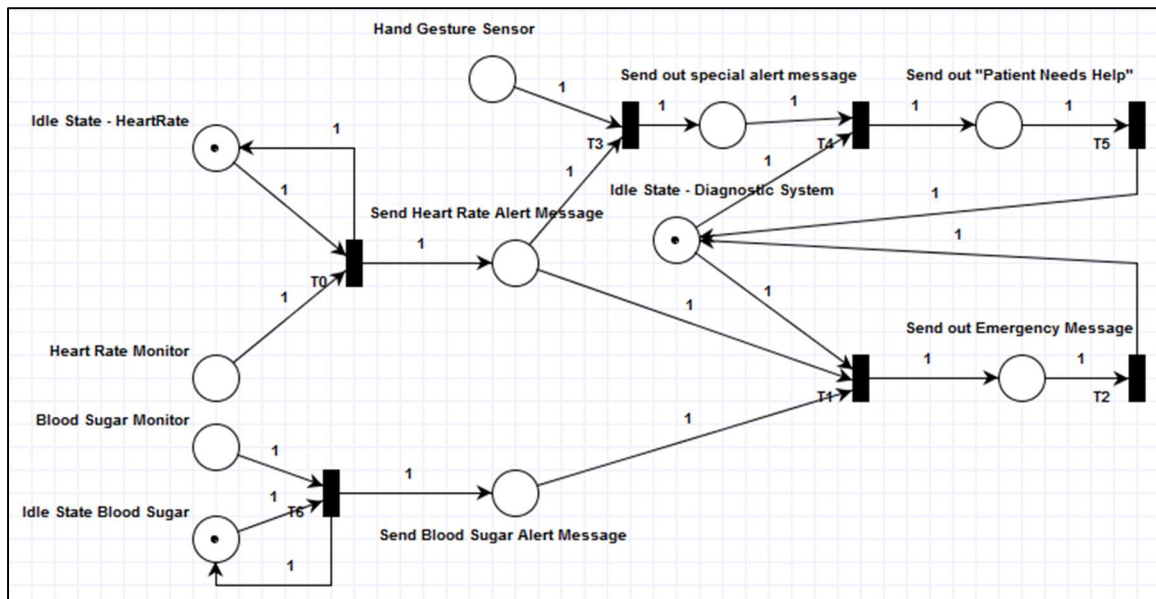 Hand Gesture Sensor
Send out special alert message
Send out "Patient Needs Help"
1
1
1
1
1
Idle State - HeartRate
1
T3
T4
T5
1
1
1
Idle State - Diagnostic System
1
Send Heart Rate Alert Message
1
1
T0
1
1
1
Send out Emergency Message
Heart Rate Monitor
1
1
T1
T2
Blood Sugar Monitor
1
1
1
1
Idle State Blood Sugar
T6
Send Blood Sugar Alert Message
1